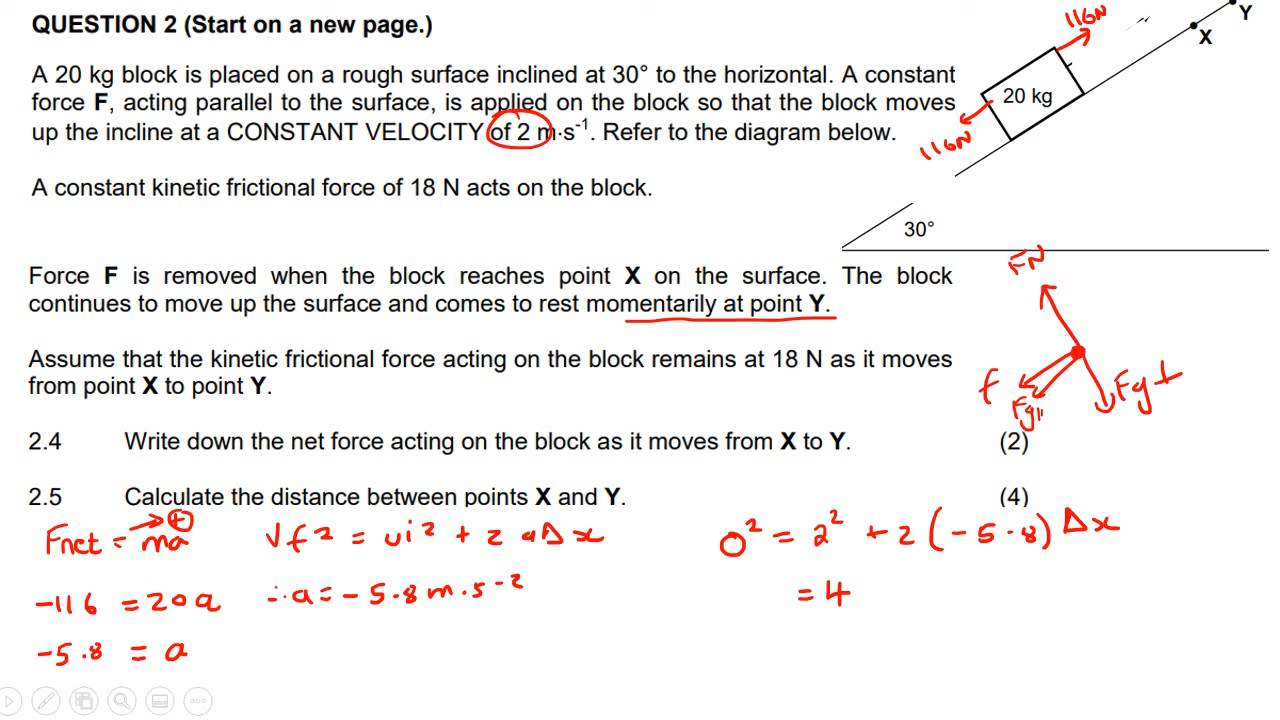 QUESTION 2 (Start on a new page.)
A 20 kg block is placed on a rough surface inclined at 30° to the horizontal. A constant
force F, acting parallel to the surface, is applied on the block so that the block moves
up the incline at a CONSTANT VELOCITY of 2 m·s⁻¹. Refer to the diagram below.
A constant kinetic frictional force of 18 N acts on the block.
116N
Y
X
20 kg
116N
30°
Force F is removed when the block reaches point X on the surface. The block
continues to move up the surface and comes to rest momentarily at point Y.
Assume that the kinetic frictional force acting on the block remains at 18 N as it moves
from point X to point Y.
FN
f
Fg||
Fg⊥
2.4 Write down the net force acting on the block as it moves from X to Y. (2)
2.5 Calculate the distance between points X and Y. (4)
→ +
Fnet = ma
-116 = 20a
-5.8 = a
vf² = vi² + 2aΔx
∴a = -5.8 m.s⁻²
0² = 2² + 2(-5.8)Δx
= 4